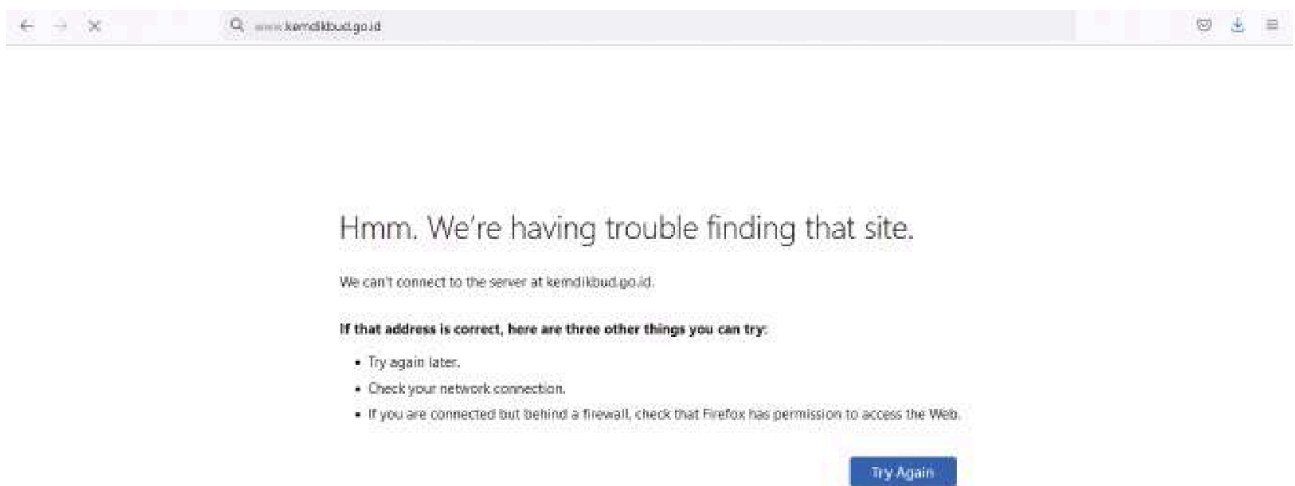 www.kemdikbud.go.id
Hmm. We're having trouble finding that site.
We can't connect to the server at kemdikbud.go.id.
If that address is correct, here are three other things you can try:
• Try again later.
• Check your network connection.
• If you are connected but behind a firewall, check that Firefox has permission to access the Web.
Try Again